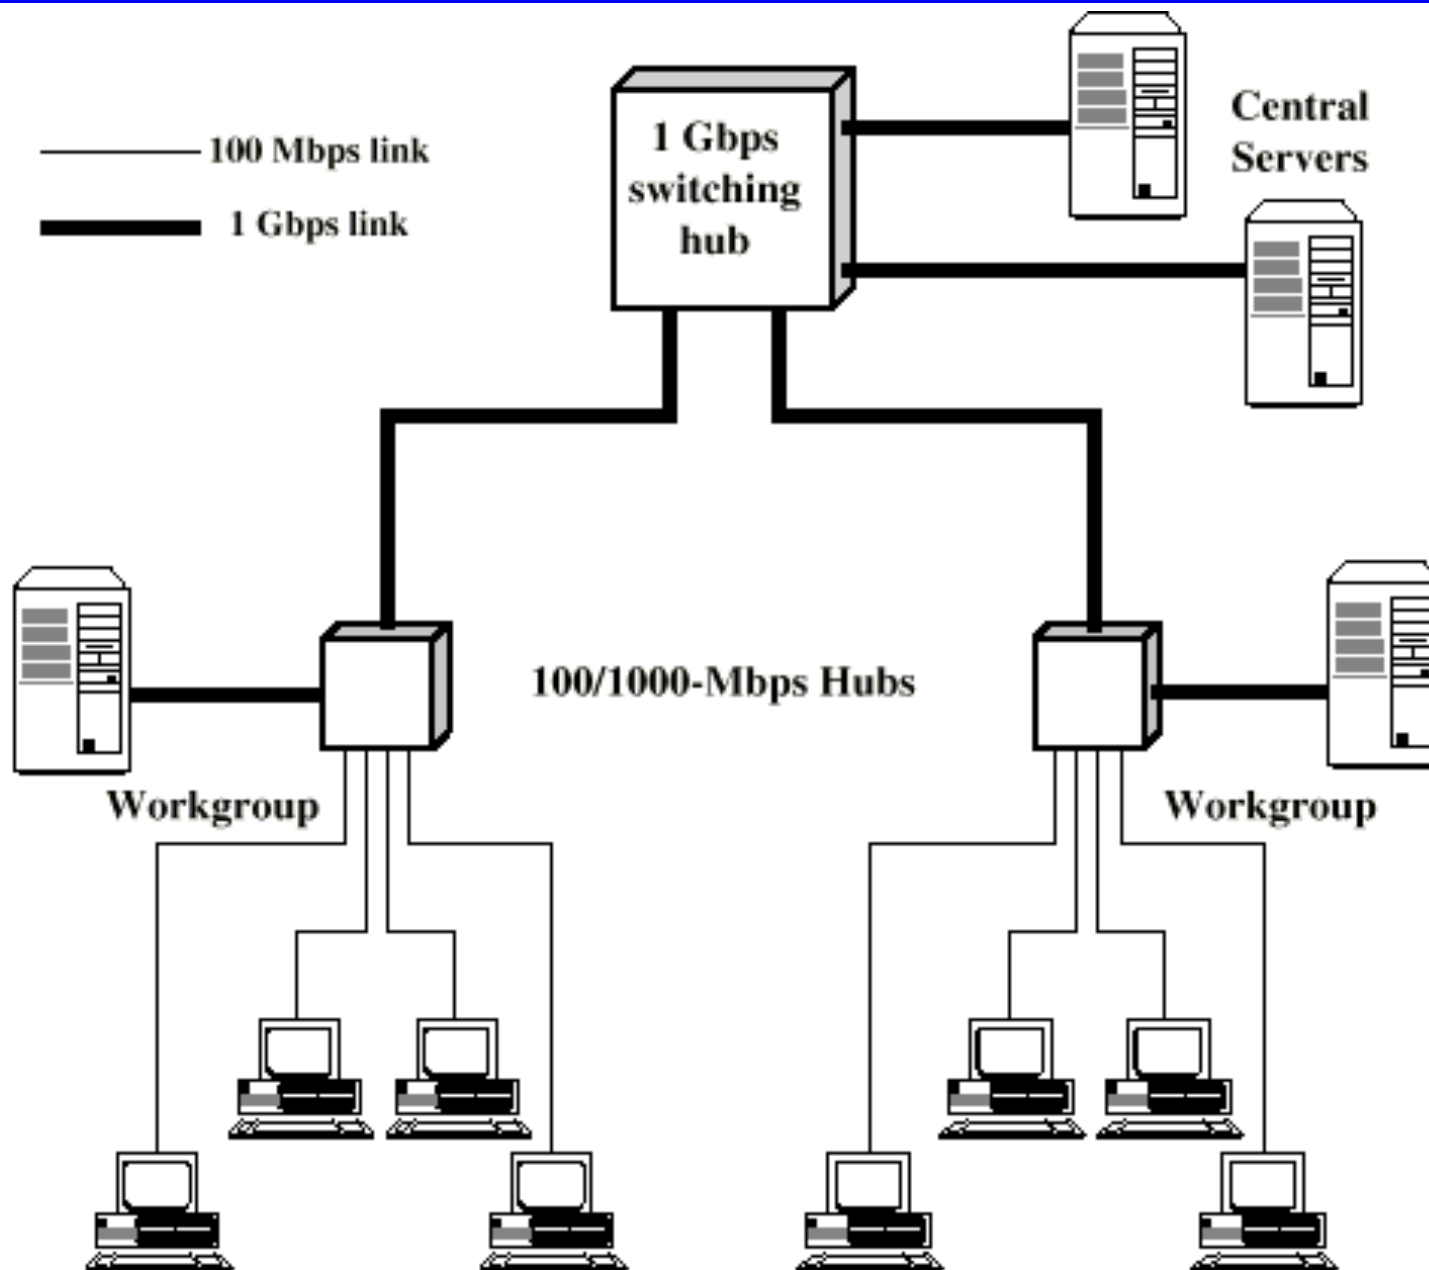 100 Mbps link
1 Gbps link
1 Gbps
switching
hub
Central
Servers
100/1000-Mbps Hubs
Workgroup
Workgroup